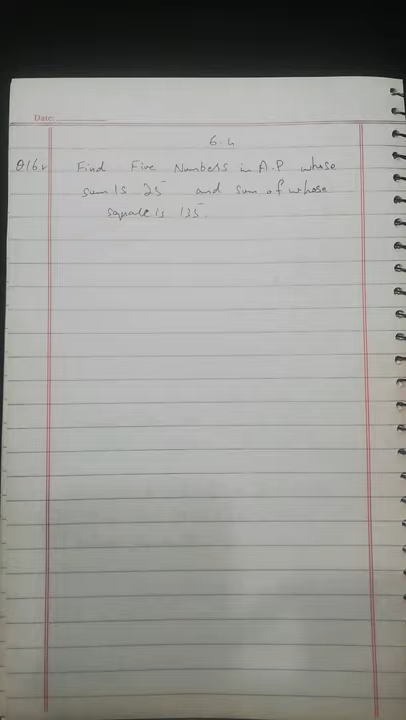 Date:
6.4
Q16.
Find Five Numbers in A.P whose
sum is 25 and sum of whose
square is 135.